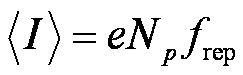 ⟨I⟩ = eN_p f_rep